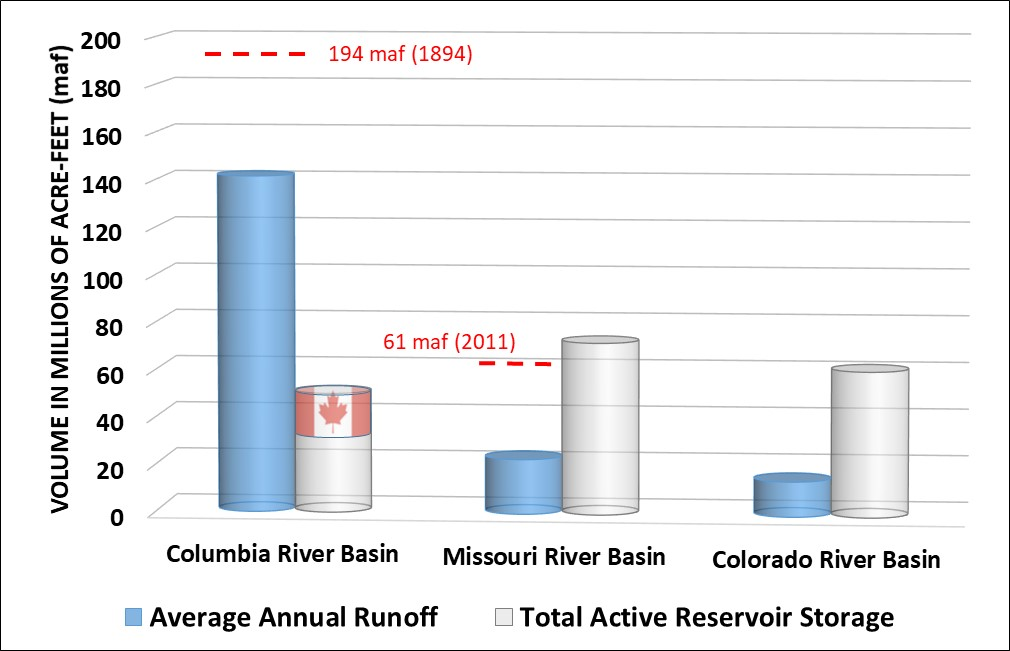 VOLUME IN MILLIONS OF ACRE-FEET (maf)
200
180
160
140
120
100
80
60
40
20
0
194 maf (1894)
61 maf (2011)
Columbia River Basin
Missouri River Basin
Colorado River Basin
Average Annual Runoff
Total Active Reservoir Storage